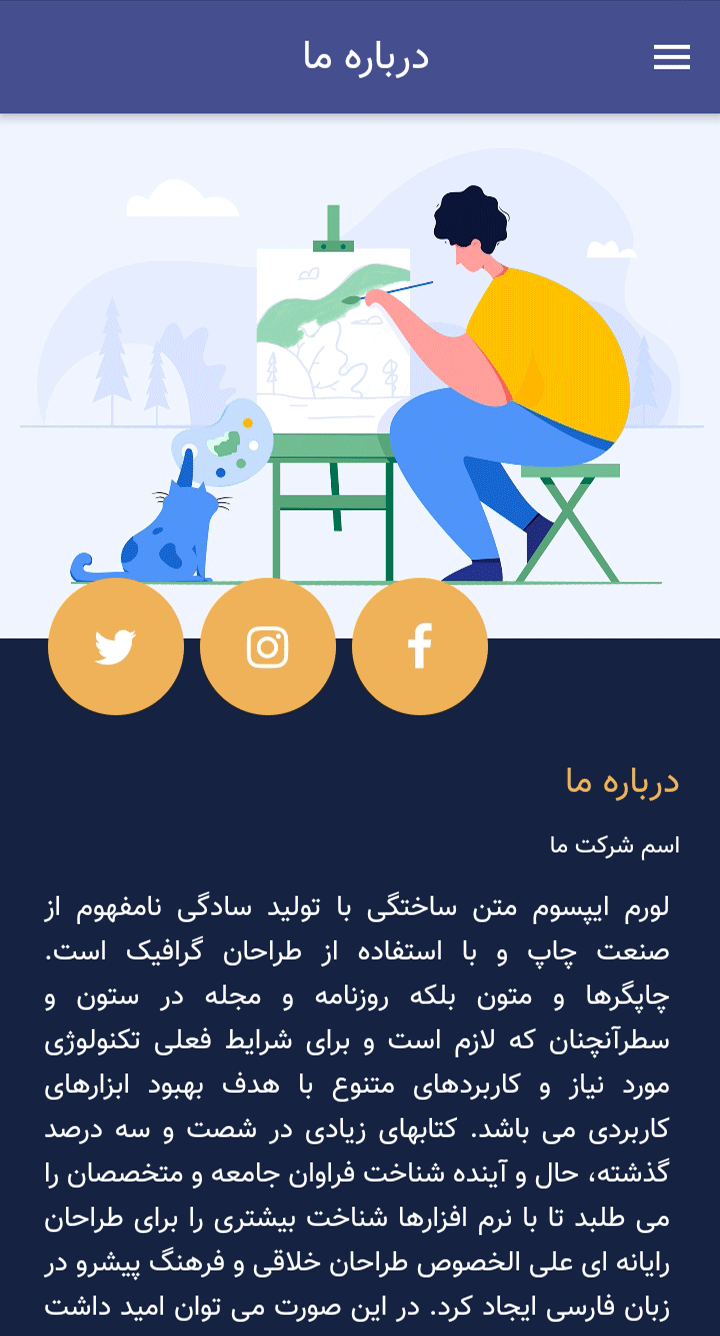 درباره ما
درباره ما
اسم شرکت ما
لورم ایپسوم متن ساختگی با تولید سادگی نامفهوم از
صنعت چاپ و با استفاده از طراحان گرافیک است.
چاپگرها و متون بلکه روزنامه و مجله در ستون و
سطرآنچنان که لازم است و برای شرایط فعلی تکنولوژی
مورد نیاز و کاربردهای متنوع با هدف بهبود ابزارهای
کاربردی می باشد. کتابهای زیادی در شصت و سه درصد
گذشته، حال و آینده شناخت فراوان جامعه و متخصصان را
می طلبد تا با نرم افزارها شناخت بیشتری را برای طراحان
رایانه ای علی الخصوص طراحان خلاقی و فرهنگ پیشرو در
زبان فارسی ایجاد کرد. در این صورت می توان امید داشت